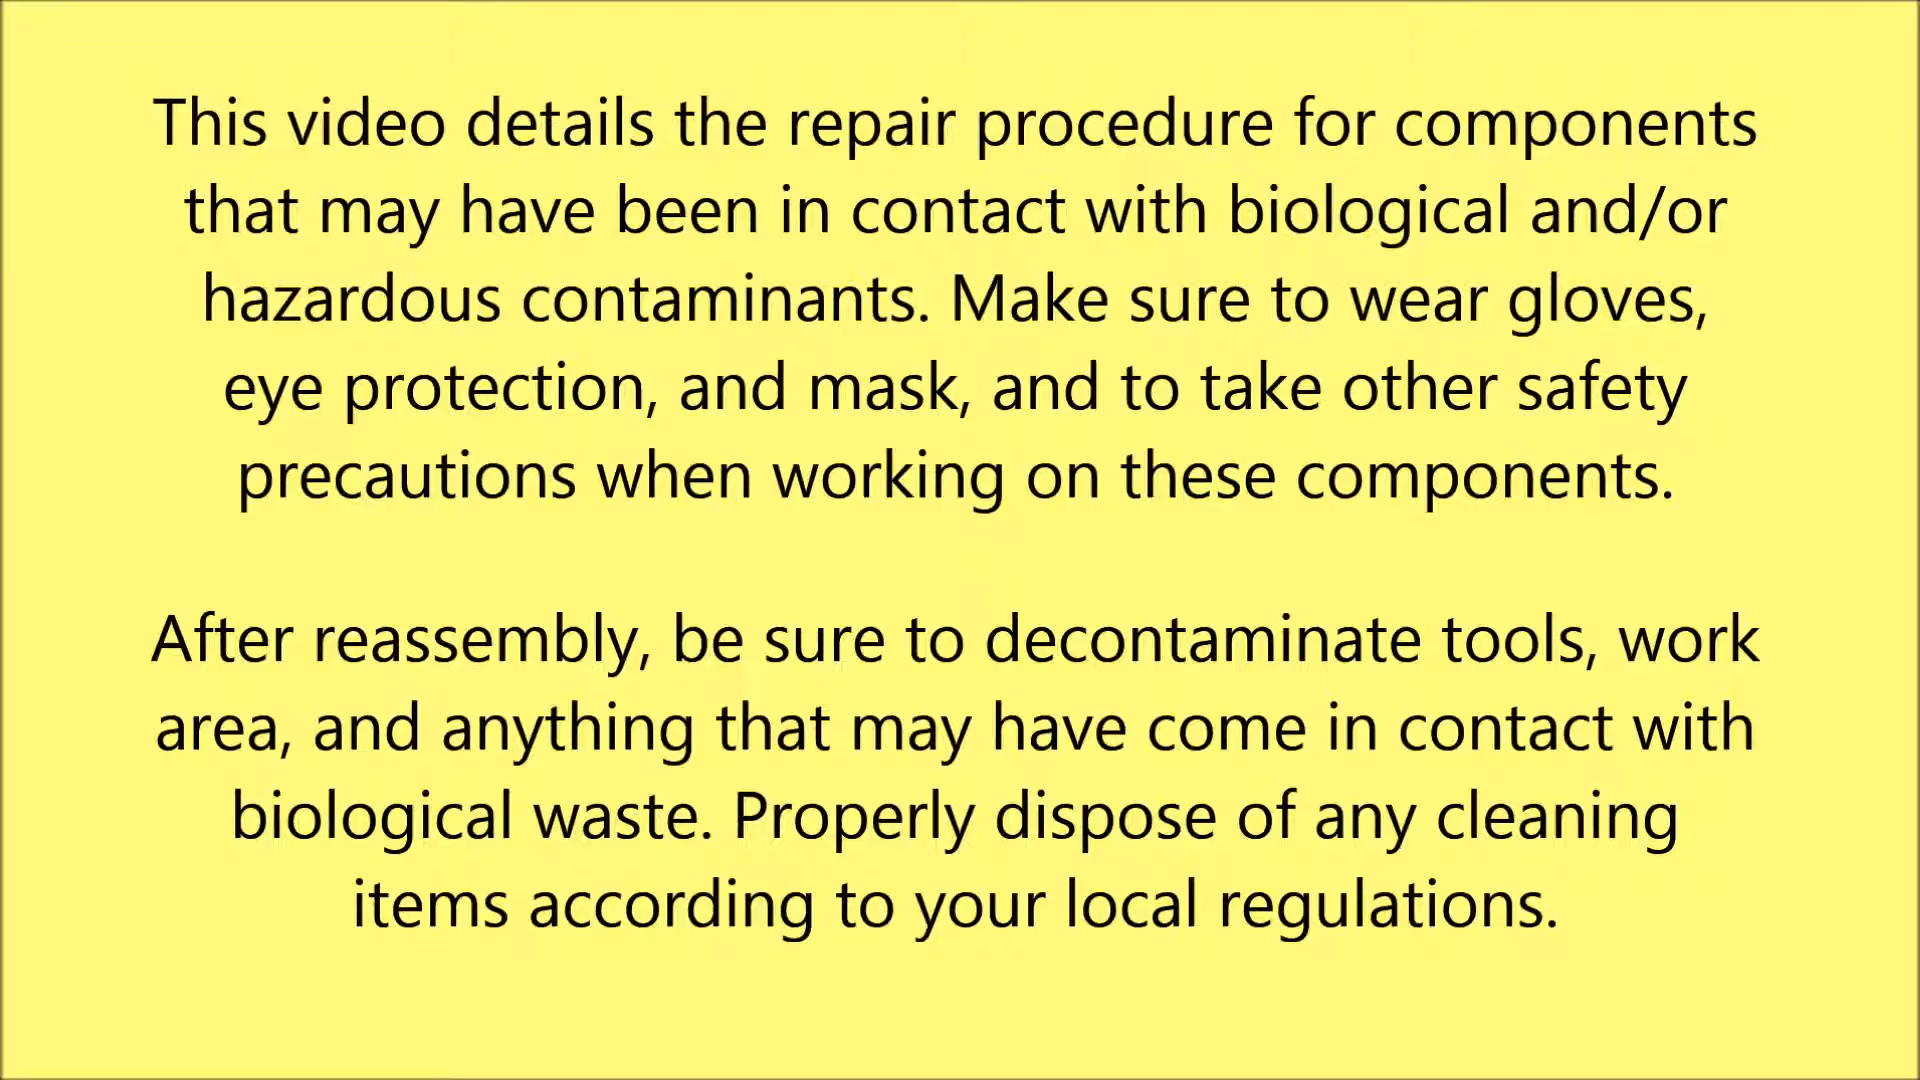 This video details the repair procedure for components
that may have been in contact with biological and/or
hazardous contaminants. Make sure to wear gloves,
eye protection, and mask, and to take other safety
precautions when working on these components.
After reassembly, be sure to decontaminate tools, work
area, and anything that may have come in contact with
biological waste. Properly dispose of any cleaning
items according to your local regulations.